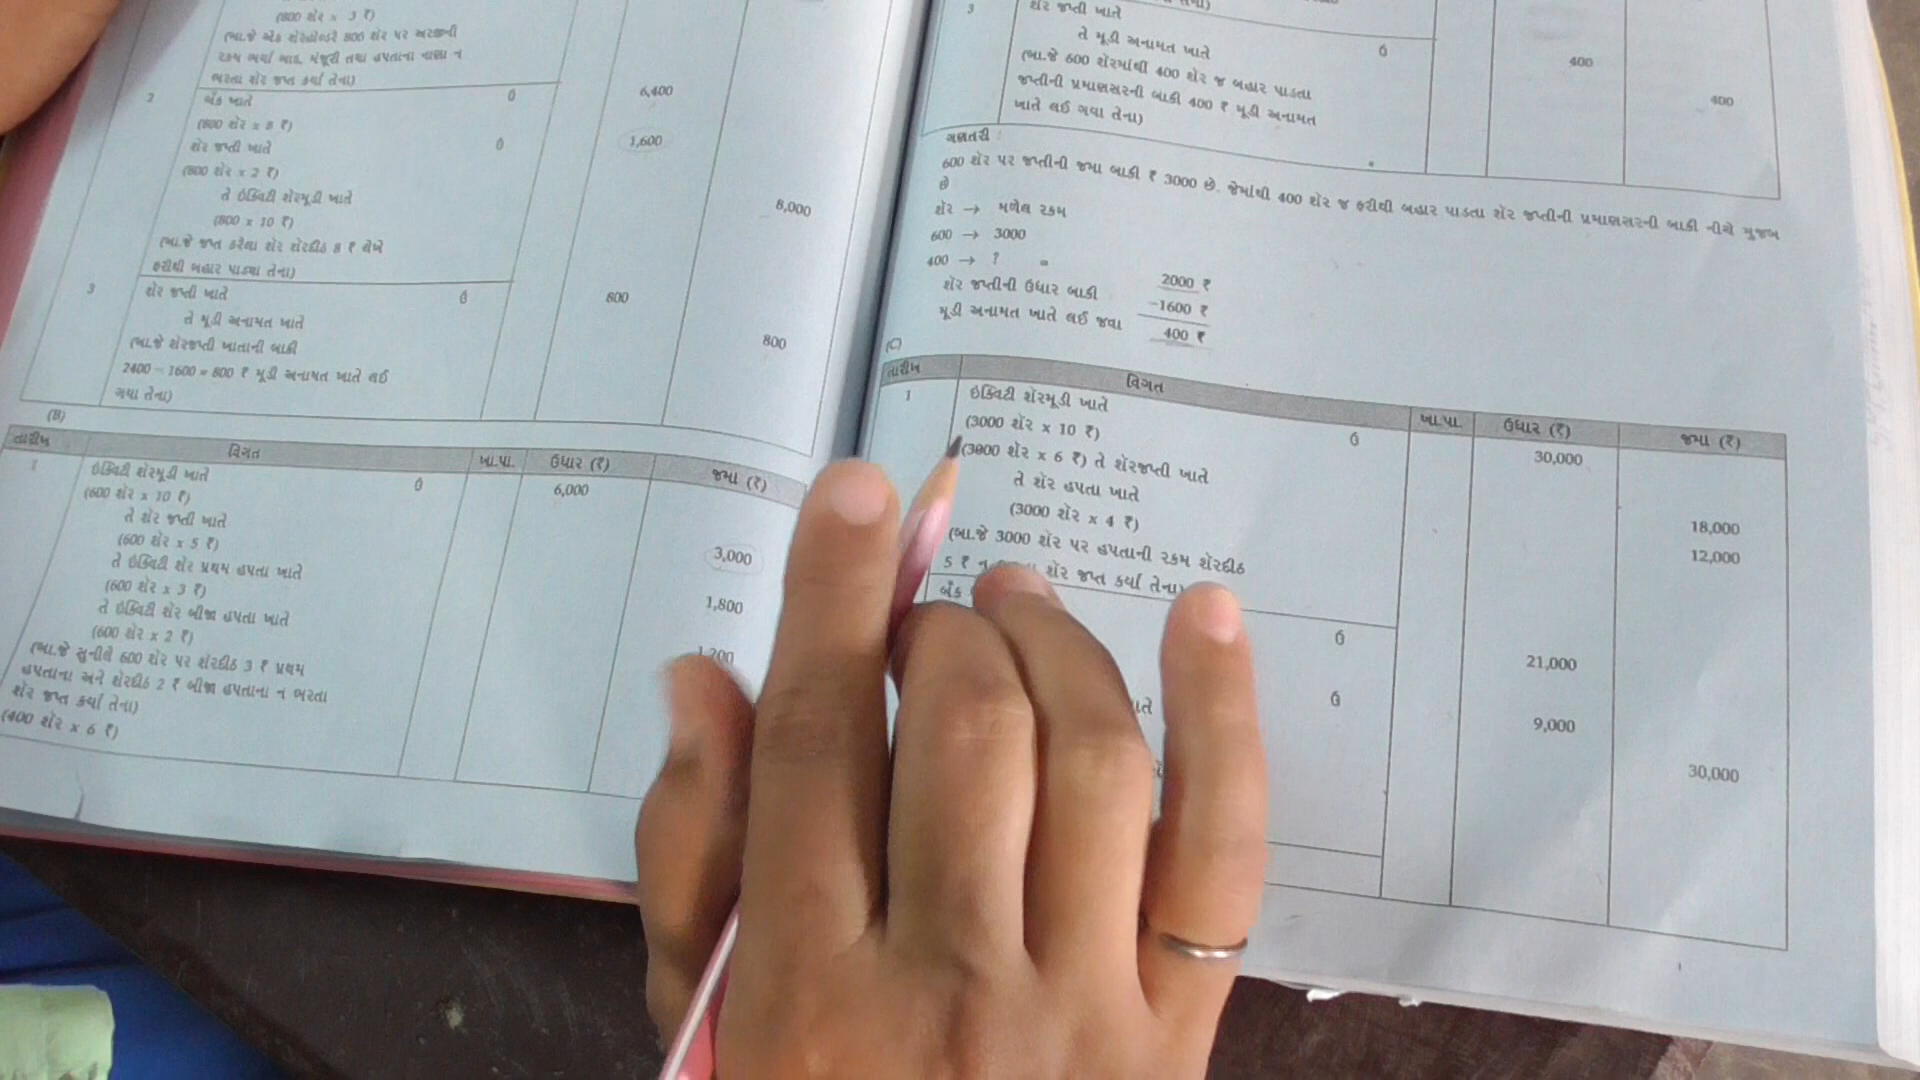 (800 શૅર x 3 ₹)
(બા.જે એક શૅરહોલ્ડરે 800 શૅર પર અરજીની
રકમ ભર્યા બાદ, મંજૂરી તથા હપતાના નાણા ન
ભરતા શૅર જપ્ત કર્યા તેના)
2 બૅંક ખાતે ઉ 6,400
(800 શૅર x 8 ₹)
શૅર જપ્તી ખાતે ઉ 1,600
(800 શૅર x 2 ₹)
તે ઇક્વિટી શૅરમૂડી ખાતે 8,000
(800 x 10 ₹)
(બા.જે જપ્ત કરેલા શૅર શૅરદીઠ 8 ₹ લેખે
ફરીથી બહાર પાડ્યા તેના)
3 શૅર જપ્તી ખાતે ઉ 800
તે મૂડી અનામત ખાતે 800
(બા.જે શૅરજપ્તી ખાતાની બાકી
2400 - 1600 = 800 ₹ મૂડી અનામત ખાતે લઈ
ગયા તેના)
(B)
તારીખ વિગત ખા.પા. ઉધાર (₹) જમા (₹)
1 ઇક્વિટી શૅરમૂડી ખાતે ઉ 6,000
(600 શૅર x 10 ₹)
તે શૅર જપ્તી ખાતે 3,000
(600 શૅર x 5 ₹)
તે ઇક્વિટી શૅર પ્રથમ હપતા ખાતે 1,800
(600 શૅર x 3 ₹)
તે ઇક્વિટી શૅર બીજા હપતા ખાતે 1,200
(600 શૅર x 2 ₹)
(બા.જે સુનીલે 600 શૅર પર શૅરદીઠ 3 ₹ પ્રથમ
હપતાના અને શૅરદીઠ 2 ₹ બીજા હપતાના ન ભરતા
શૅર જપ્ત કર્યા તેના)
(400 શૅર x 6 ₹)
3 શૅર જપ્તી ખાતે ઉ 400
તે મૂડી અનામત ખાતે 400
(બા.જે 600 શૅરમાંથી 400 શૅર જ બહાર પાડતા
જપ્તીની પ્રમાણસરની બાકી 400 ₹ મૂડી અનામત
ખાતે લઈ ગયા તેના)
ગણતરી :
600 શૅર પર જપ્તીની જમા બાકી ₹ 3000 છે. જેમાંથી 400 શૅર જ ફરીથી બહાર પાડતા શૅર જપ્તીની પ્રમાણસરની બાકી નીચે મુજબ
છે
શૅર → મળેલ રકમ
600 → 3000
400 → ? = 2000 ₹
શૅર જપ્તીની ઉધાર બાકી -1600 ₹
મૂડી અનામત ખાતે લઈ જવા 400 ₹
(C)
તારીખ વિગત ખા.પા. ઉધાર (₹) જમા (₹)
1 ઇક્વિટી શૅરમૂડી ખાતે ઉ 30,000
(3000 શૅર x 10 ₹)
(3000 શૅર x 6 ₹) તે શૅરજપ્તી ખાતે 18,000
તે શૅર હપતા ખાતે 12,000
(3000 શૅર x 4 ₹)
(બા.જે 3000 શૅર પર હપતાની રકમ શૅરદીઠ
5 ₹ ન શૅર જપ્ત કર્યા તેના)
બૅંક ઉ 21,000
ઉ 9,000
ાતે 30,000